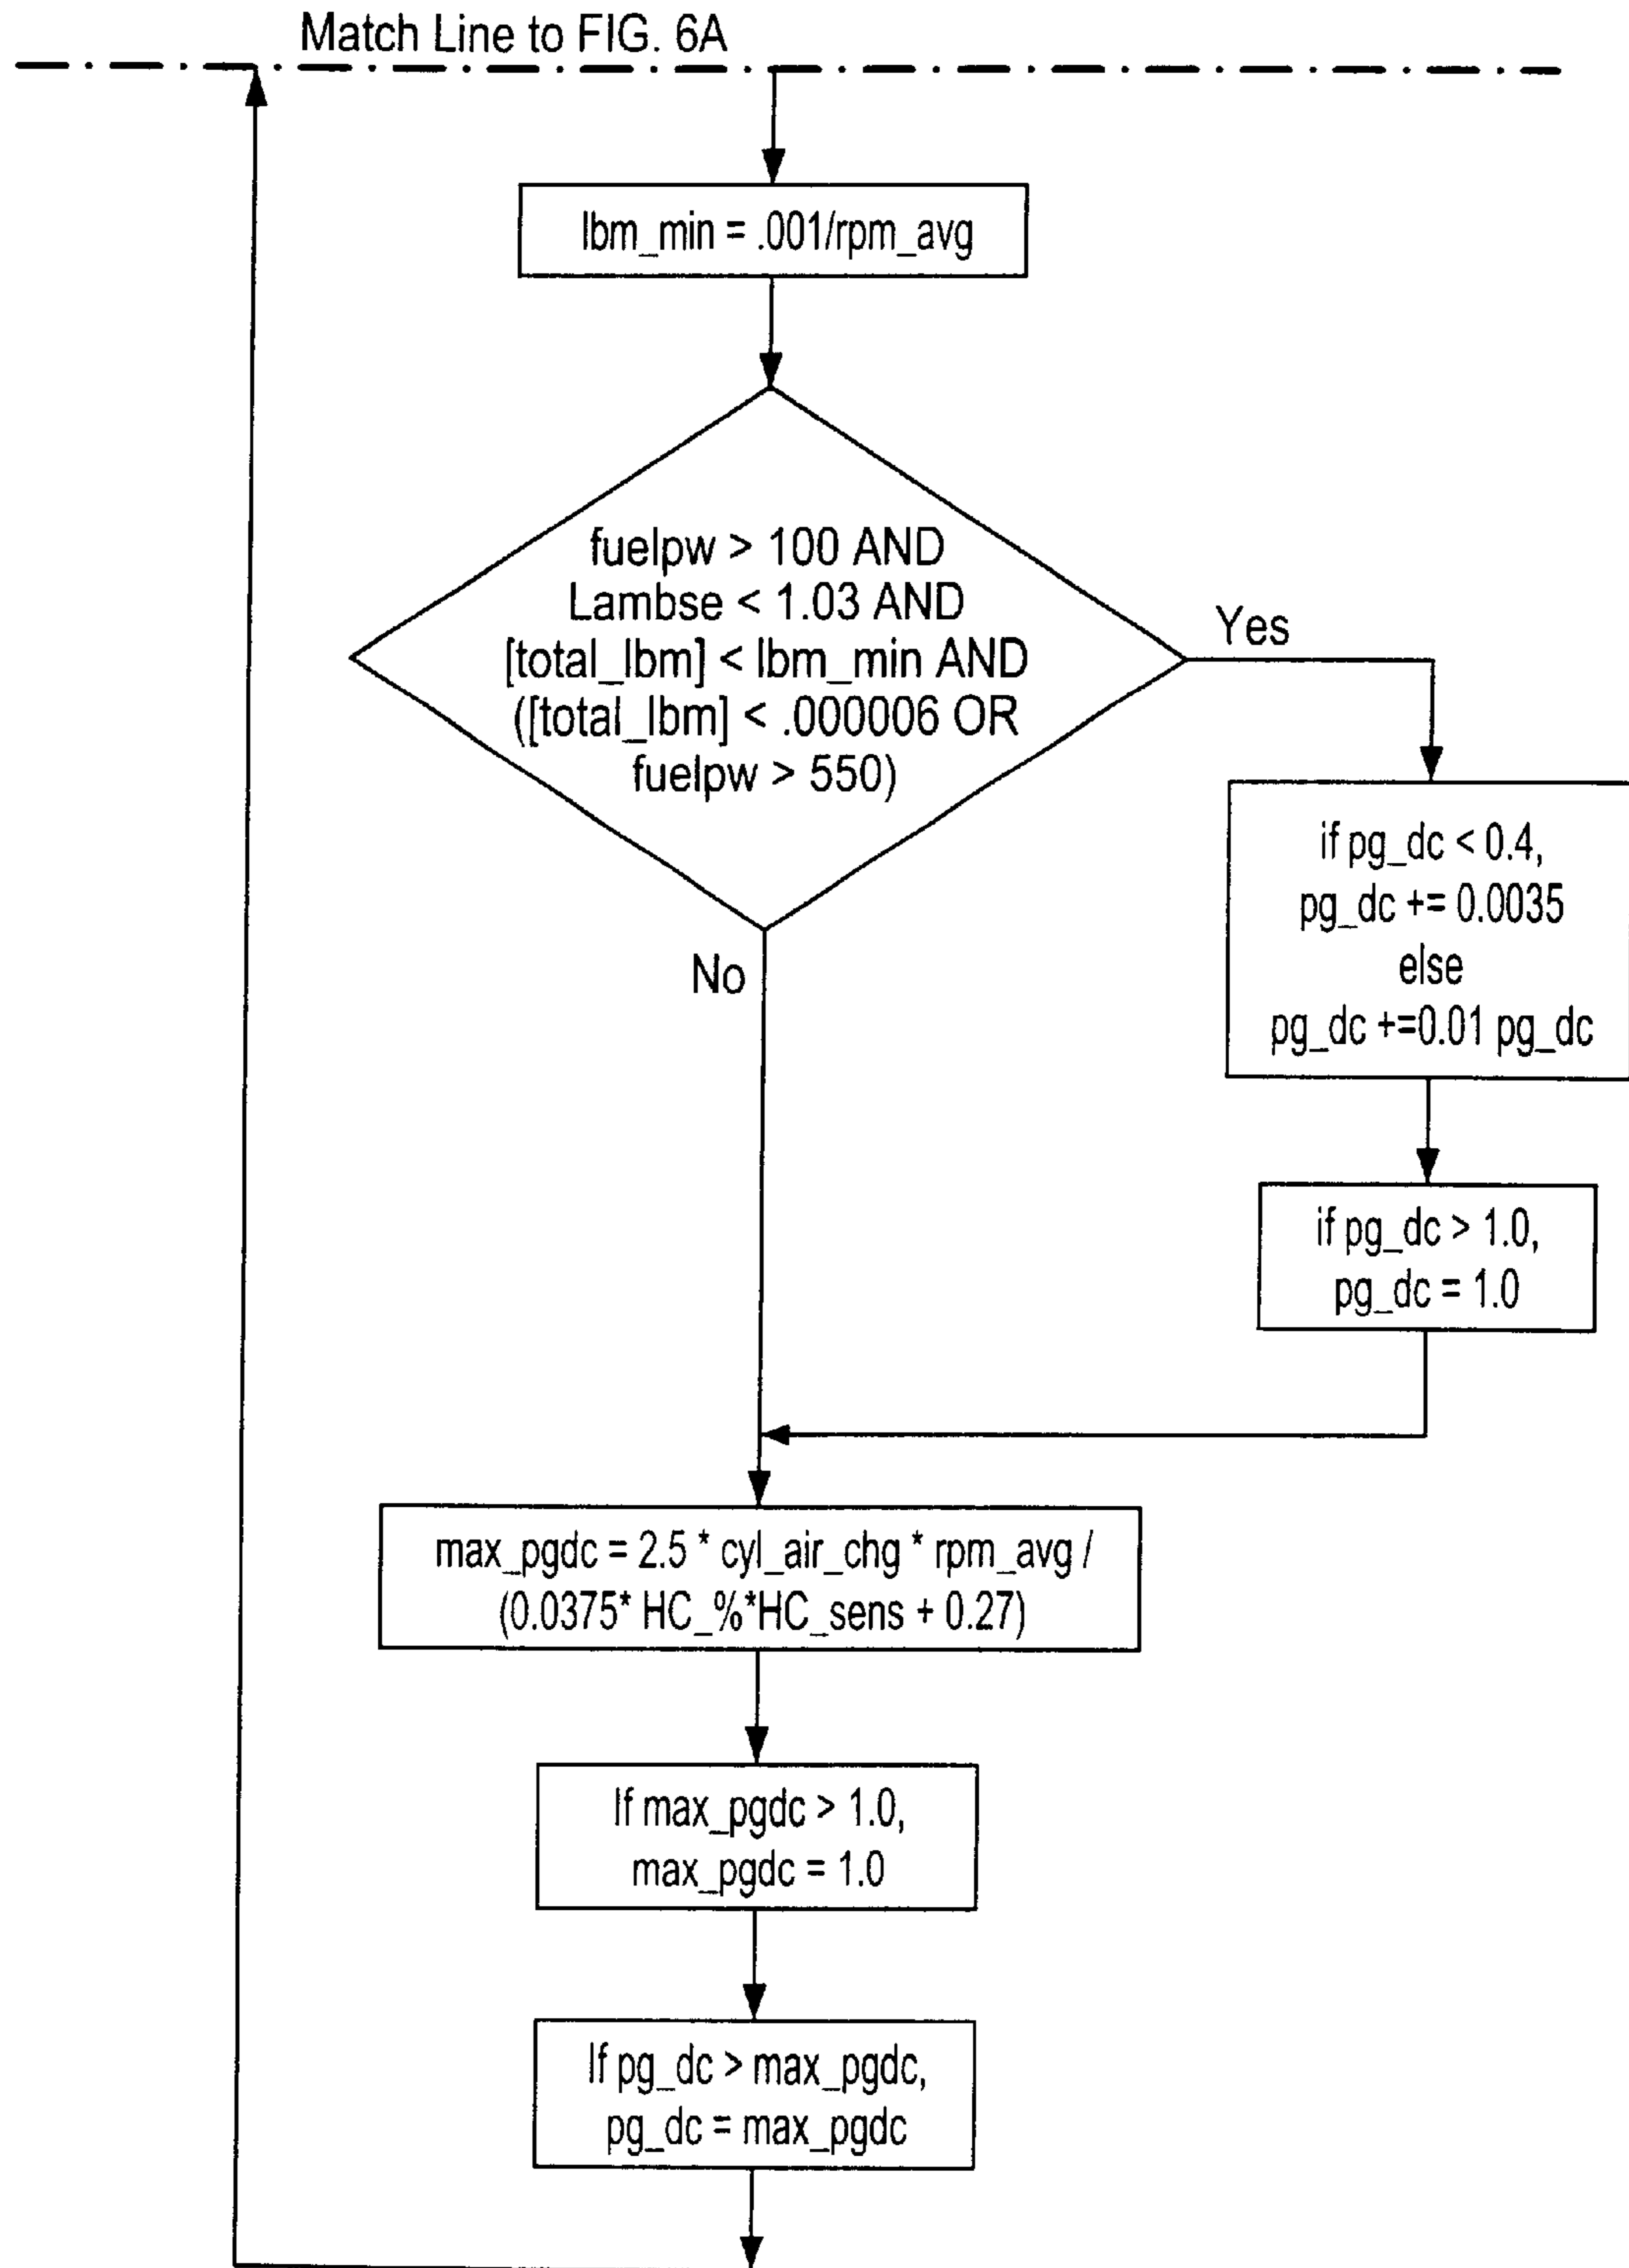 Match Line to FIG. 6A
lbm_min = .001/rpm_avg
fuelpw > 100 AND
Lambse < 1.03 AND
[total_lbm] < lbm_min AND
([total_lbm] < .000006 OR
fuelpw > 550)
Yes
if pg_dc < 0.4,
pg_dc += 0.0035
else
pg_dc +=0.01 pg_dc
No
if pg_dc > 1.0,
pg_dc = 1.0
max_pgdc = 2.5 * cyl_air_chg * rpm_avg /
(0.0375* HC_%*HC_sens + 0.27)
If max_pgdc > 1.0,
max_pgdc = 1.0
If pg_dc > max_pgdc,
pg_dc = max_pgdc